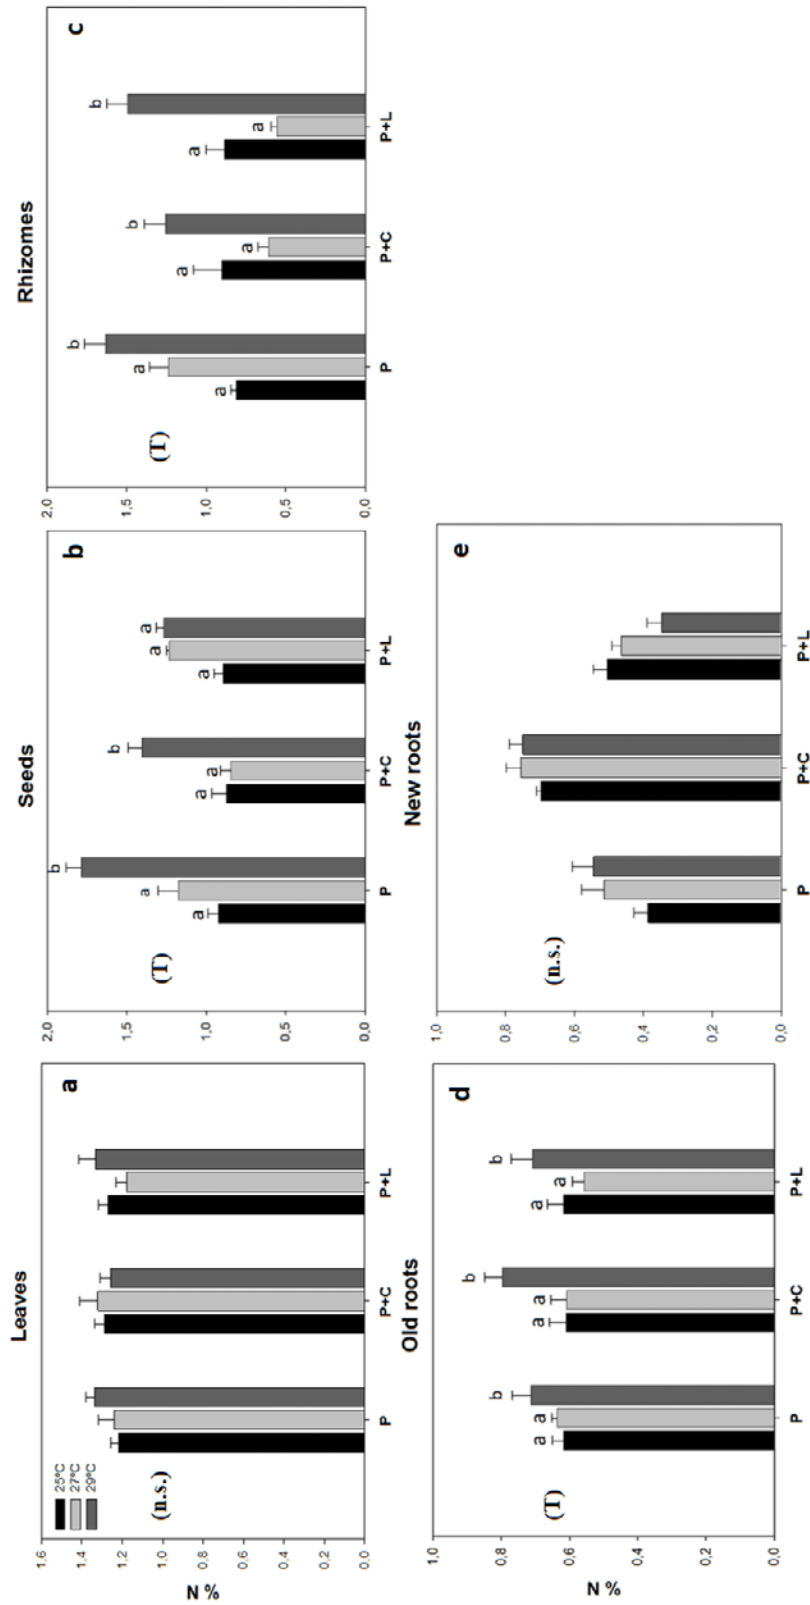 Leaves
a
25ºC
27ºC
29ºC
(n.s.)
N %
1,6
1,4
1,2
1,0
0,8
0,6
0,4
0,2
0,0
P
P+C
P+L
Seeds
b
(T)
2,0
1,5
1,0
0,5
0,0
a
a
b
a
a
b
a
a
a
P
P+C
P+L
Rhizomes
c
(T)
2,0
1,5
1,0
0,5
0,0
a
a
b
a
a
b
a
a
b
P
P+C
P+L
Old roots
d
(T)
N %
1,0
0,8
0,6
0,4
0,2
0,0
a
a
b
a
a
b
a
a
b
P
P+C
P+L
New roots
e
(n.s.)
1,0
0,8
0,6
0,4
0,2
0,0
P
P+C
P+L